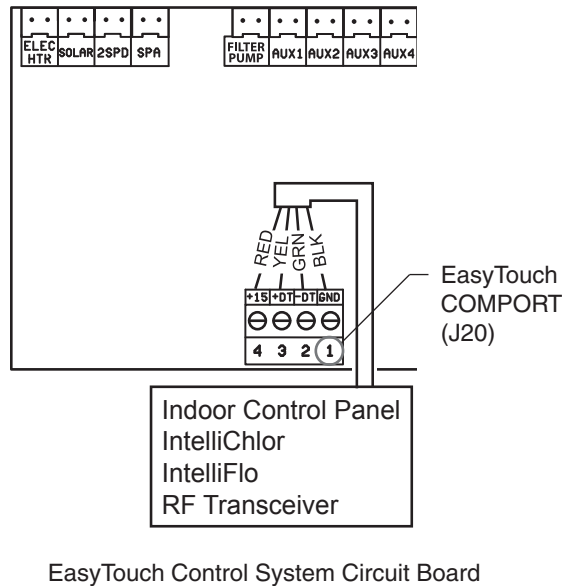 ELEC HTR SOLAR 2SPD SPA FILTER PUMP AUX1 AUX2 AUX3 AUX4
RED YEL GRN BLK
+15 +DT -DT GND
4 3 2 1
EasyTouch
COMPORT
(J20)
Indoor Control Panel
IntelliChlor
IntelliFlo
RF Transceiver
EasyTouch Control System Circuit Board